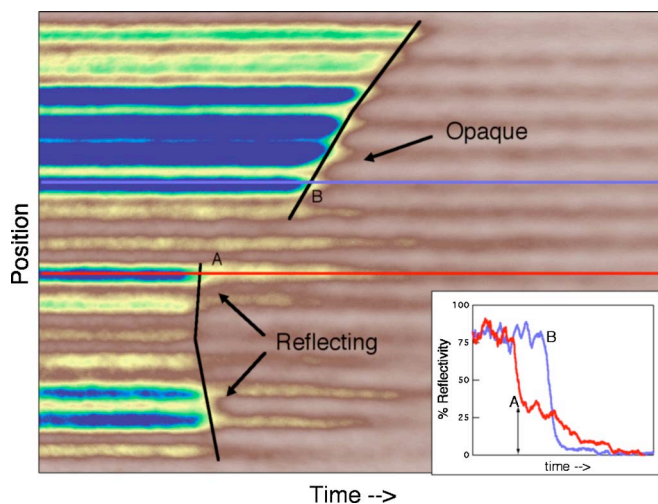 Opaque
B
A
Reflecting
Position
Time -->
100
75
50
25
0
% Reflectivity
B
A
time -->